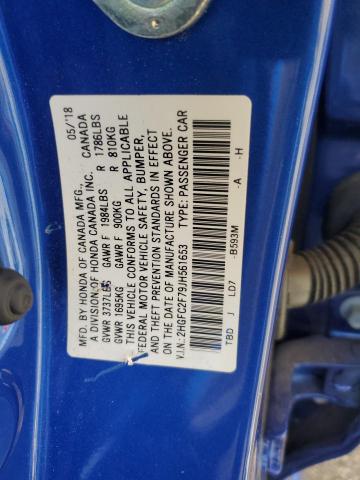 MFD. BY HONDA OF CANADA MFG., 05/'18
A DIVISION OF HONDA CANADA INC. CANADA
GVWR 3737LBS GAWR F 1984LBS R 1786LBS
GVWR 1695KG GAWR F 900KG R 810KG
THIS VEHICLE CONFORMS TO ALL APPLICABLE
FEDERAL MOTOR VEHICLE SAFETY, BUMPER,
AND THEFT PREVENTION STANDARDS IN EFFECT
ON THE DATE OF MANUFACTURE SHOWN ABOVE.
V.I.N.: 2HGFC2F79JH561653 TYPE: PASSENGER CAR
-B593M -A -H
TBD J LD7